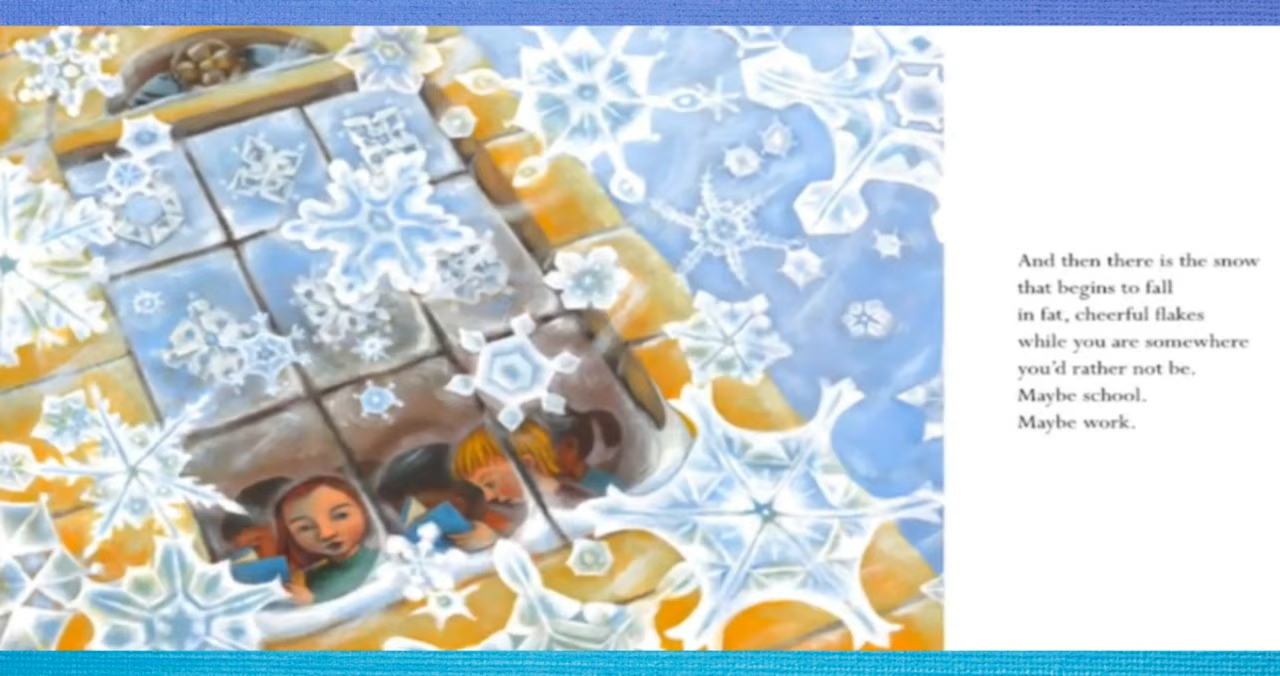 And then there is the snow
that begins to fall
in fat, cheerful flakes
while you are somewhere
you'd rather not be.
Maybe school.
Maybe work.